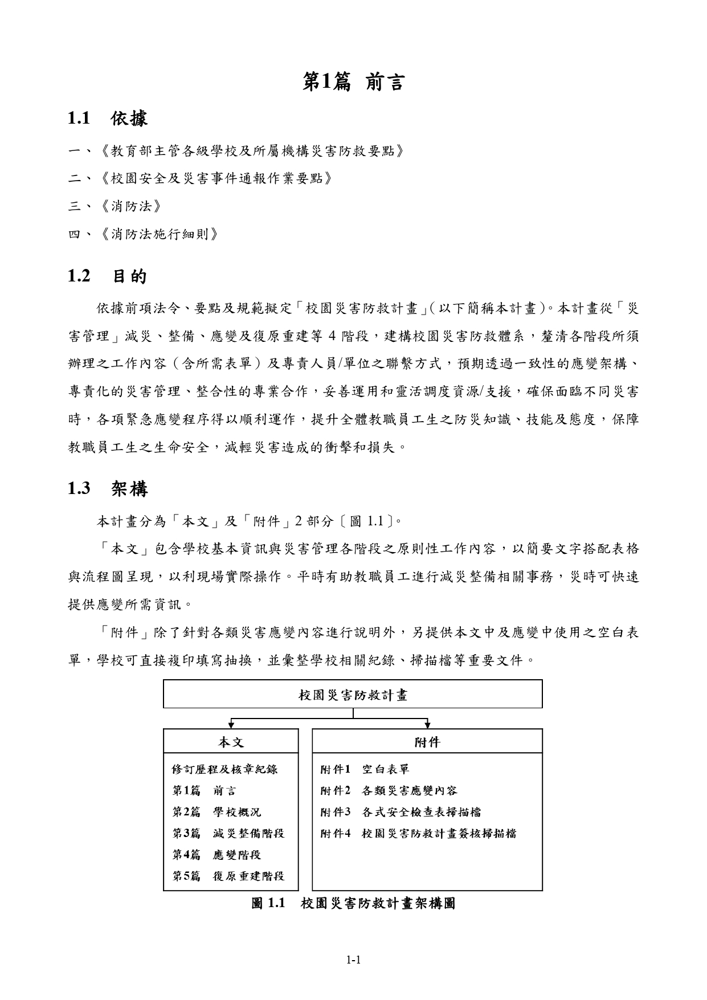 第1篇 前言
1.1 依據
一、《教育部主管各級學校及所屬機構災害防救要點》
二、《校園安全及災害事件通報作業要點》
三、《消防法》
四、《消防法施行細則》
1.2 目的
依據前項法令、要點及規範擬定「校園災害防救計畫」（以下簡稱本計畫）。本計畫從「災
害管理」減災、整備、應變及復原重建等 4 階段，建構校園災害防救體系，釐清各階段所須
辦理之工作內容（含所需表單）及專責人員/單位之聯繫方式，預期透過一致性的應變架構、
專責化的災害管理、整合性的專業合作，妥善運用和靈活調度資源/支援，確保面臨不同災害
時，各項緊急應變程序得以順利運作，提升全體教職員工生之防災知識、技能及態度，保障
教職員工生之生命安全，減輕災害造成的衝擊和損失。
1.3 架構
本計畫分為「本文」及「附件」2 部分〔圖 1.1〕。
「本文」包含學校基本資訊與災害管理各階段之原則性工作內容，以簡要文字搭配表格
與流程圖呈現，以利現場實際操作。平時有助教職員工進行減災整備相關事務，災時可快速
提供應變所需資訊。
「附件」除了針對各類災害應變內容進行說明外，另提供本文中及應變中使用之空白表
單，學校可直接複印填寫抽換，並彙整學校相關紀錄、掃描檔等重要文件。
校園災害防救計畫
本文
修訂歷程及核章紀錄
第1篇 前言
第2篇 學校概況
第3篇 減災整備階段
第4篇 應變階段
第5篇 復原重建階段
附件
附件1 空白表單
附件2 各類災害應變內容
附件3 各式安全檢查表掃描檔
附件4 校園災害防救計畫簽核掃描檔
圖 1.1 校園災害防救計畫架構圖
1-1